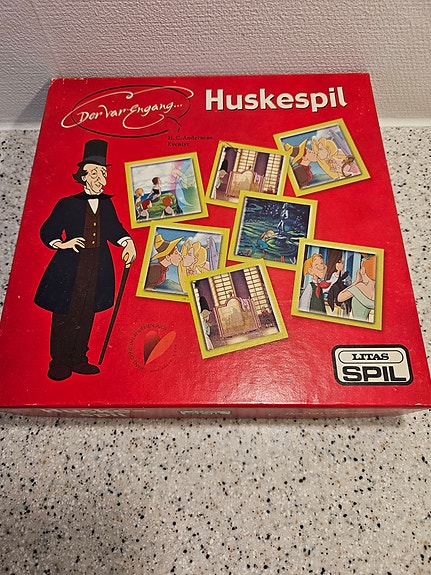 Der var Engang...
H. C. Andersens
Eventyr
Huskespil
LITAS
SPIL